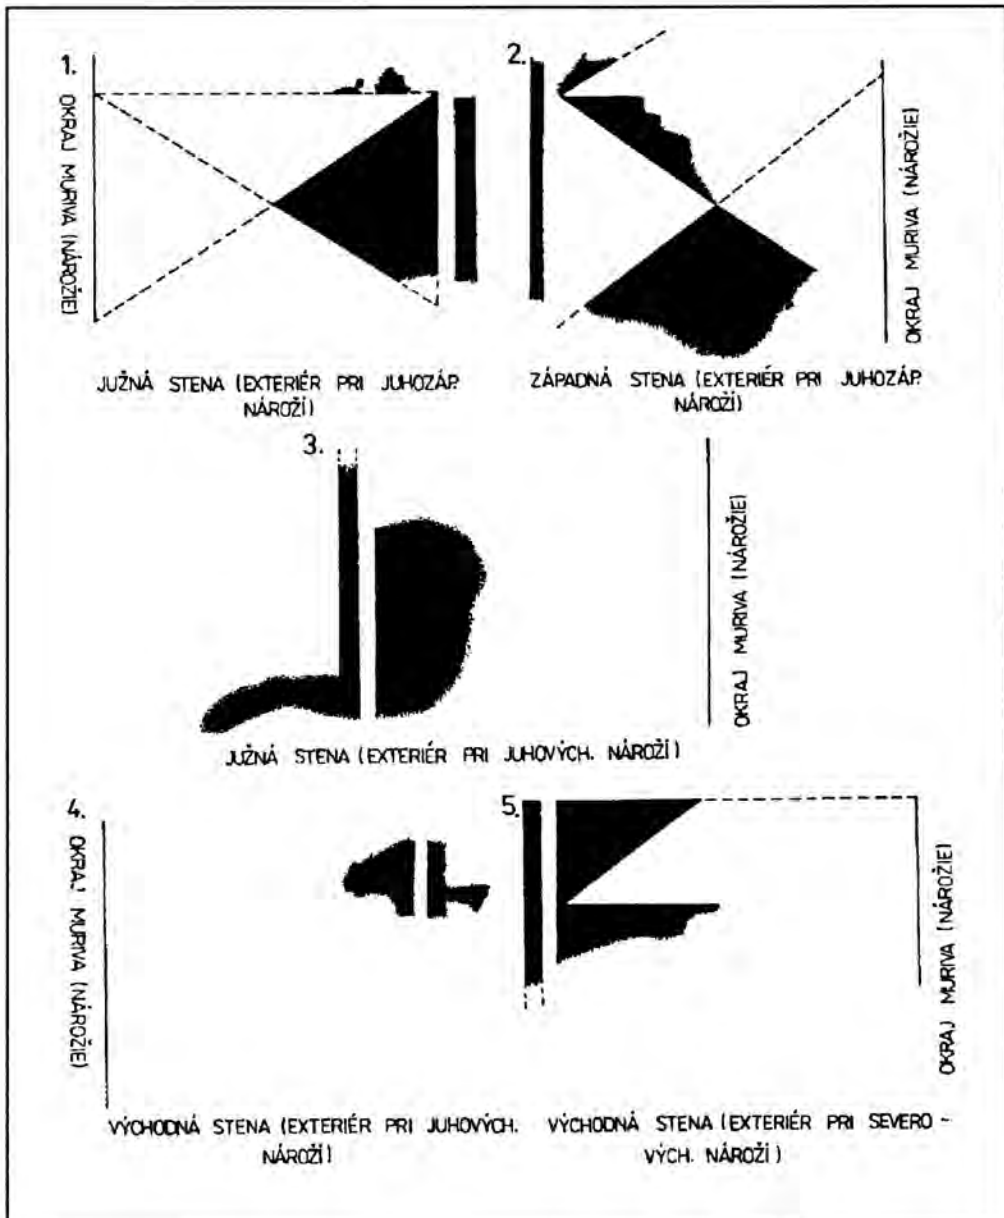 1.
OKRAJ MURIVA (NÁROŽIE)
JUŽNÁ STENA (EXTERIÉR PRI JUHOZÁP.
NÁROŽÍ)
2.
OKRAJ MURIVA (NÁROŽIE)
ZÁPADNÁ STENA (EXTERIÉR PRI JUHOZÁP.
NÁROŽÍ)
3.
OKRAJ MURIVA (NÁROŽIE)
JUŽNÁ STENA (EXTERIÉR PRI JUHOVÝCH. NÁROŽÍ)
4.
OKRAJ MURIVA (NÁROŽIE)
VÝCHODNÁ STENA (EXTERIÉR PRI JUHOVÝCH.
NÁROŽÍ)
5.
OKRAJ MURIVA (NÁROŽIE)
VÝCHODNÁ STENA (EXTERIÉR PRI SEVERO-
VÝCH. NÁROŽÍ)